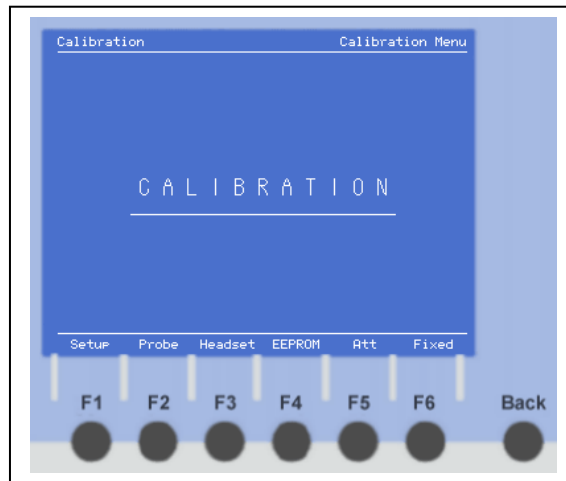 Calibration Calibration Menu
C A L I B R A T I O N
Setup Probe Headset EEPROM Att Fixed
F1 F2 F3 F4 F5 F6 Back